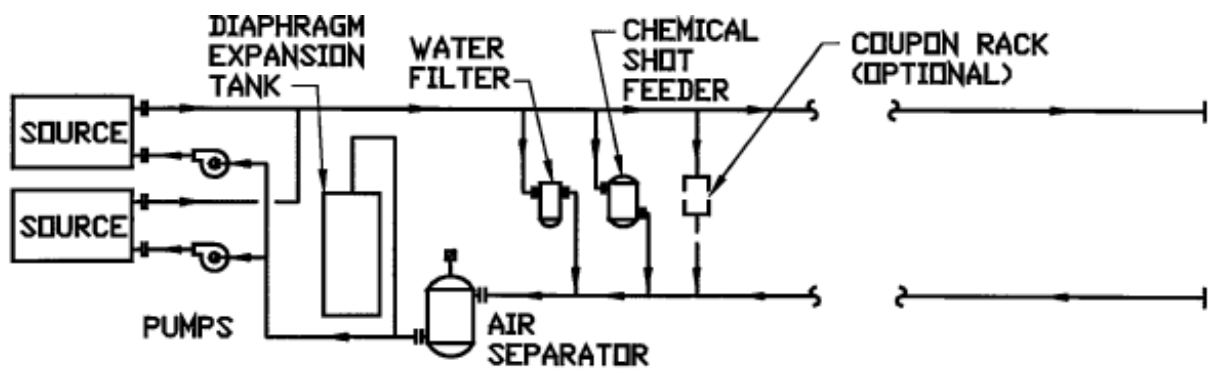 DIAPHRAGM
EXPANSION
TANK
WATER
FILTER
CHEMICAL
SHOT
FEEDER
COUPON RACK
(OPTIONAL)
SOURCE
SOURCE
PUMPS
AIR
SEPARATOR